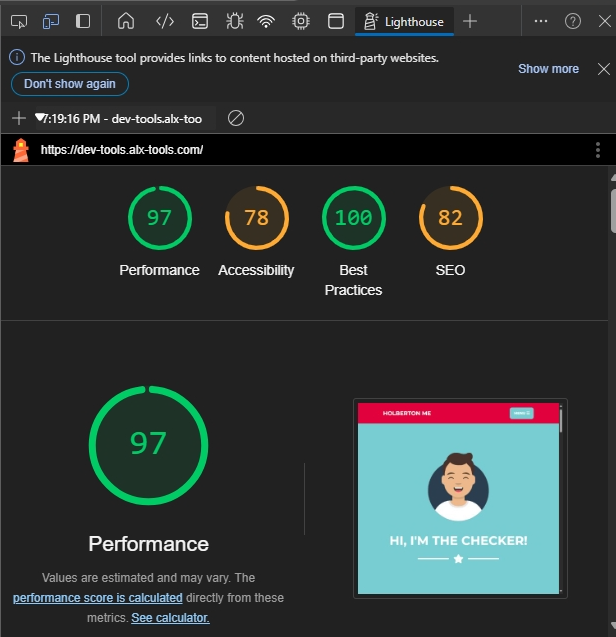 Lighthouse
The Lighthouse tool provides links to content hosted on third-party websites.
Don't show again
Show more
7:19:16 PM - dev-tools.alx-too
https://dev-tools.alx-tools.com/
97 78 100 82
Performance Accessibility Best Practices SEO
97
HOLBERTON ME
HI, I'M THE CHECKER!
Performance
Values are estimated and may vary. The
performance score is calculated directly from these
metrics. See calculator.